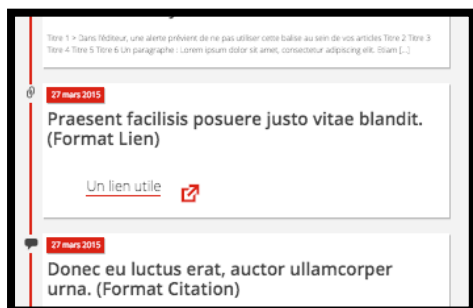 Titre 1 > Dans l'éditeur, une alerte prévient de ne pas utiliser cette balise au sein de vos articles Titre 2 Titre 3
Titre 4 Titre 5 Titre 6 Un paragraphe : Lorem ipsum dolor sit amet, consectetur adipiscing elit. Etiam [...]
27 mars 2015
Praesent facilisis posuere justo vitae blandit.
(Format Lien)
Un lien utile
27 mars 2015
Donec eu luctus erat, auctor ullamcorper
urna. (Format Citation)